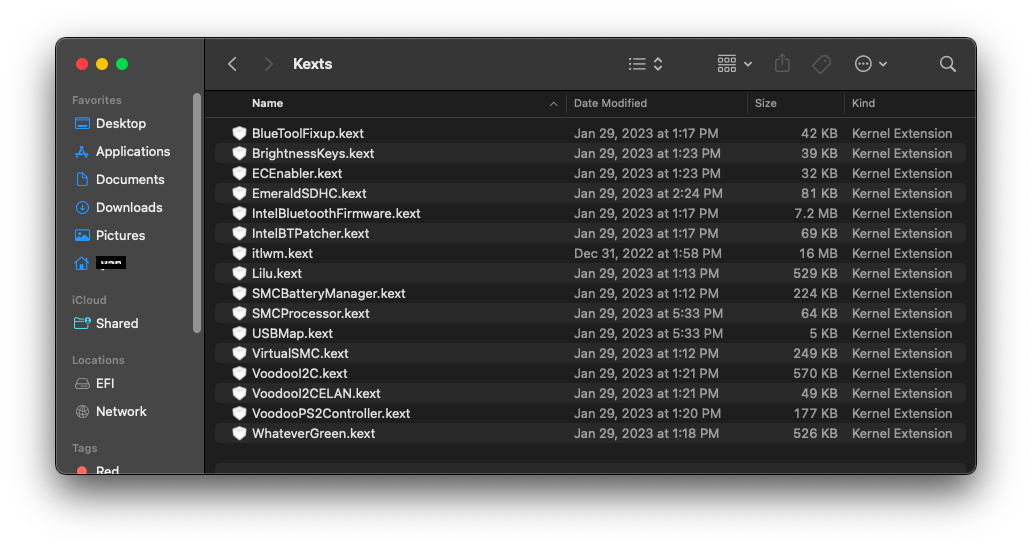 Kexts
Favorites
Desktop
Applications
Documents
Downloads
Pictures
iCloud
Shared
Locations
EFI
Network
Tags
Red
Name Date Modified Size Kind
BlueToolFixup.kext Jan 29, 2023 at 1:17 PM 42 KB Kernel Extension
BrightnessKeys.kext Jan 29, 2023 at 1:23 PM 39 KB Kernel Extension
ECEnabler.kext Jan 29, 2023 at 1:23 PM 32 KB Kernel Extension
EmeraldSDHC.kext Jan 29, 2023 at 2:24 PM 81 KB Kernel Extension
IntelBluetoothFirmware.kext Jan 29, 2023 at 1:17 PM 7.2 MB Kernel Extension
IntelBTPatcher.kext Jan 29, 2023 at 1:17 PM 69 KB Kernel Extension
itlwm.kext Dec 31, 2022 at 1:58 PM 16 MB Kernel Extension
Lilu.kext Jan 29, 2023 at 1:13 PM 529 KB Kernel Extension
SMCBatteryManager.kext Jan 29, 2023 at 1:12 PM 224 KB Kernel Extension
SMCProcessor.kext Jan 29, 2023 at 5:33 PM 64 KB Kernel Extension
USBMap.kext Jan 29, 2023 at 5:33 PM 5 KB Kernel Extension
VirtualSMC.kext Jan 29, 2023 at 1:12 PM 249 KB Kernel Extension
VoodooI2C.kext Jan 29, 2023 at 1:21 PM 570 KB Kernel Extension
VoodooI2CELAN.kext Jan 29, 2023 at 1:21 PM 49 KB Kernel Extension
VoodooPS2Controller.kext Jan 29, 2023 at 1:20 PM 177 KB Kernel Extension
WhateverGreen.kext Jan 29, 2023 at 1:18 PM 526 KB Kernel Extension